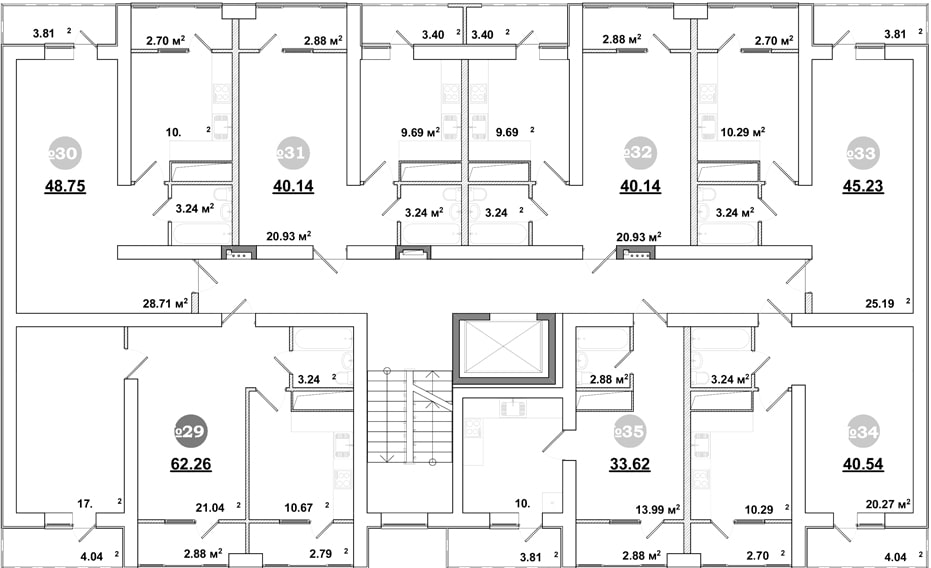 3.81 2
2.70 м2
2.88 м2
3.40 2
3.40 2
2.88 м2
2.70 2
3.81 2
10. 2
9.69 м2
9.69 2
10.29 м2
№30
48.75
№31
40.14
№32
40.14
№33
45.23
3.24 м2
3.24 м2
3.24 2
3.24 м2
20.93 м2
20.93 м2
28.71 м2
25.19 2
3.24 2
2.88 м2
3.24 м2
№29
62.26
№35
33.62
№34
40.54
17. 2
21.04 2
10.67 2
10.
13.99 м2
10.29 2
20.27 м2
4.04 2
2.88 м2
2.79 2
3.81 2
2.88 м2
2.70 2
4.04 2